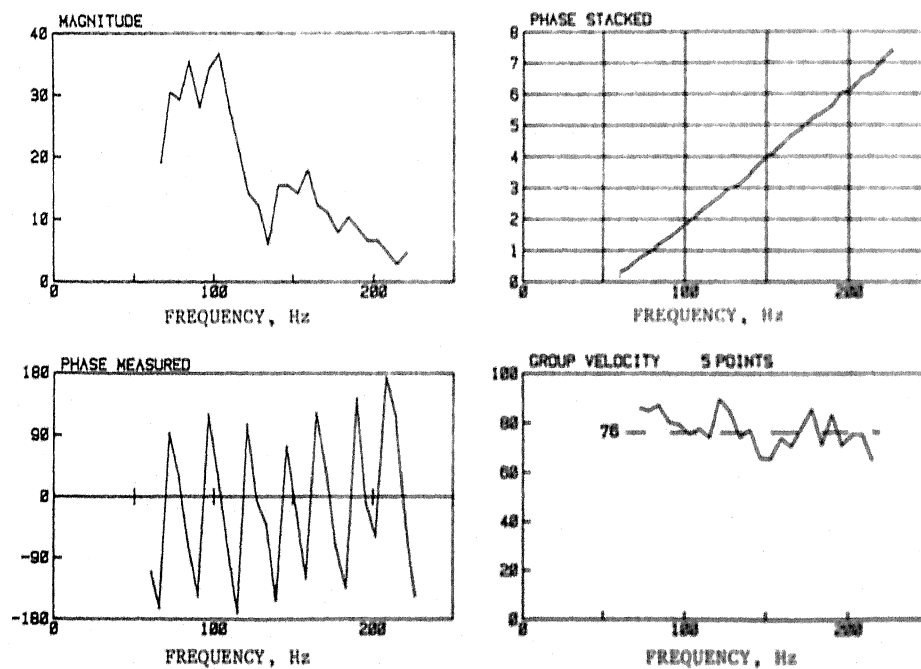 MAGNITUDE
40
30
20
10
0
0 100 200
FREQUENCY, Hz
PHASE STACKED
8
7
6
5
4
3
2
1
0
0 100 200
FREQUENCY, Hz
PHASE MEASURED
180
90
0
-90
-180
0 100 200
FREQUENCY, Hz
GROUP VELOCITY 5 POINTS
100
80
76
60
40
20
0
0 100 200
FREQUENCY, Hz